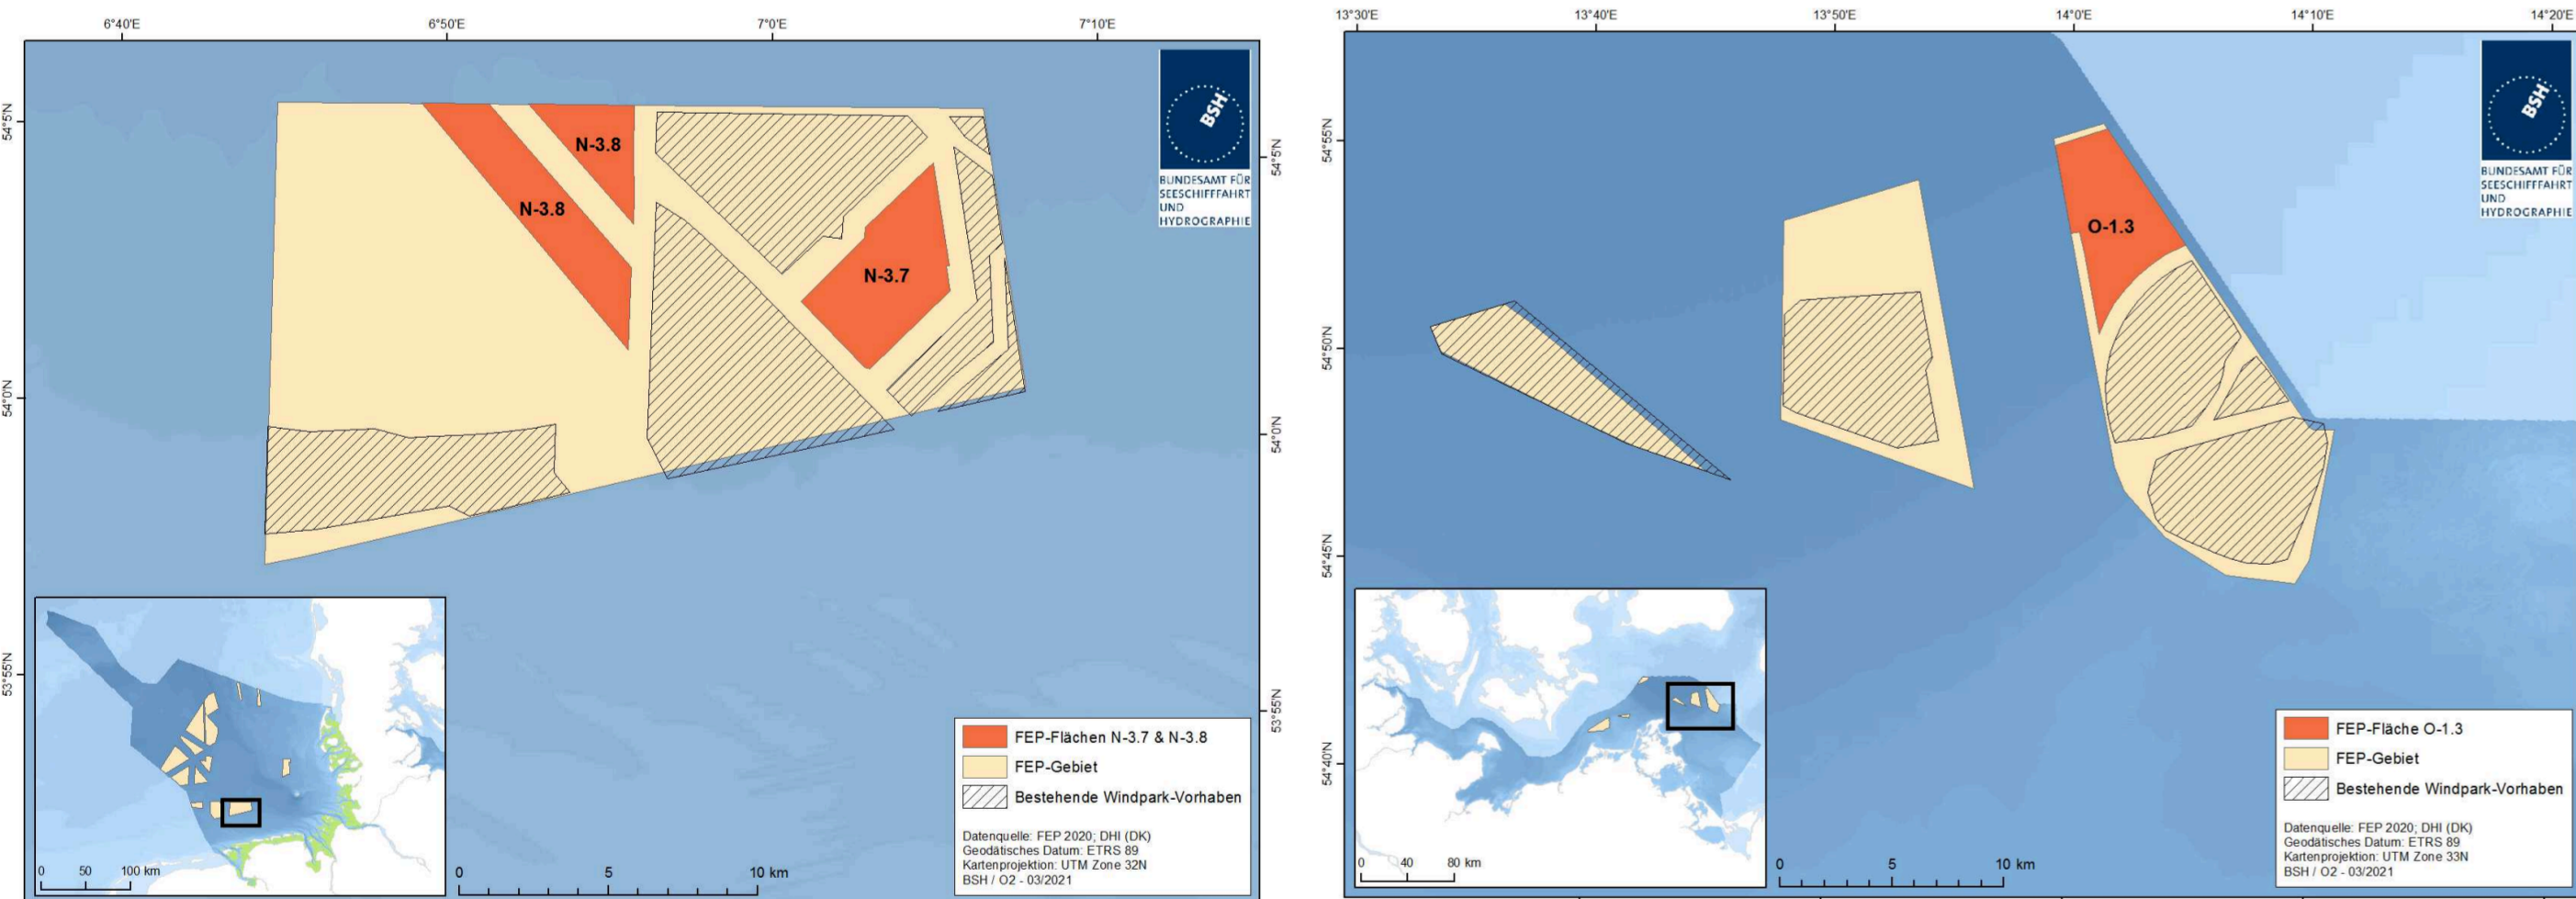 6°40'E 6°50'E 7°0'E 7°10'E
54°5'N
54°0'N
53°55'N
54°5'N
54°0'N
53°55'N
N-3.8
N-3.8
N-3.7
BSH
BUNDESAMT FÜR
SEESCHIFFFAHRT
UND
HYDROGRAPHIE
0 50 100 km
0 5 10 km
FEP-Flächen N-3.7 & N-3.8
FEP-Gebiet
Bestehende Windpark-Vorhaben
Datenquelle: FEP 2020; DHI (DK)
Geodätisches Datum: ETRS 89
Kartenprojektion: UTM Zone 32N
BSH / O2 - 03/2021
13°30'E 13°40'E 13°50'E 14°0'E 14°10'E 14°20'E
54°55'N
54°50'N
54°45'N
54°40'N
O-1.3
BSH
BUNDESAMT FÜR
SEESCHIFFFAHRT
UND
HYDROGRAPHIE
0 40 80 km
0 5 10 km
FEP-Fläche O-1.3
FEP-Gebiet
Bestehende Windpark-Vorhaben
Datenquelle: FEP 2020; DHI (DK)
Geodätisches Datum: ETRS 89
Kartenprojektion: UTM Zone 33N
BSH / O2 - 03/2021